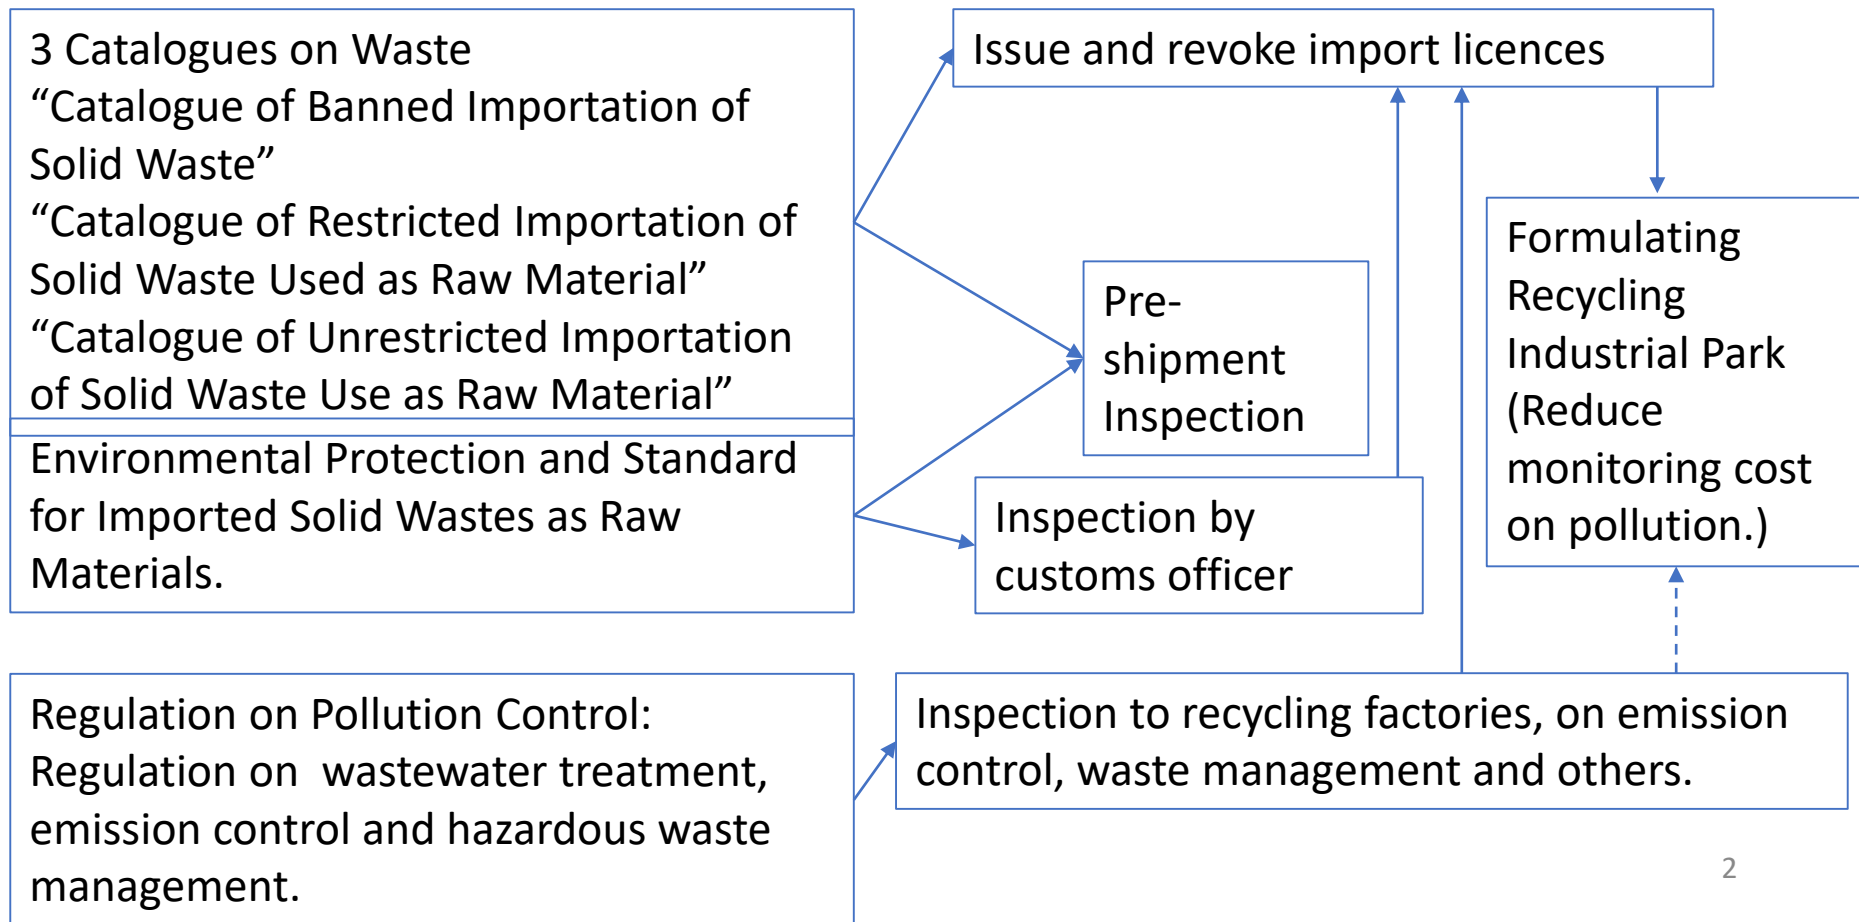 3 Catalogues on Waste
“Catalogue of Banned Importation of
Solid Waste”
“Catalogue of Restricted Importation of
Solid Waste Used as Raw Material”
“Catalogue of Unrestricted Importation
of Solid Waste Use as Raw Material”
Environmental Protection and Standard
for Imported Solid Wastes as Raw
Materials.
Regulation on Pollution Control:
Regulation on  wastewater treatment,
emission control and hazardous waste
management.
Issue and revoke import licences
Pre-
shipment
Inspection
Inspection by
customs officer
Formulating
Recycling
Industrial Park
(Reduce
monitoring cost
on pollution.)
Inspection to recycling factories, on emission
control, waste management and others.
2